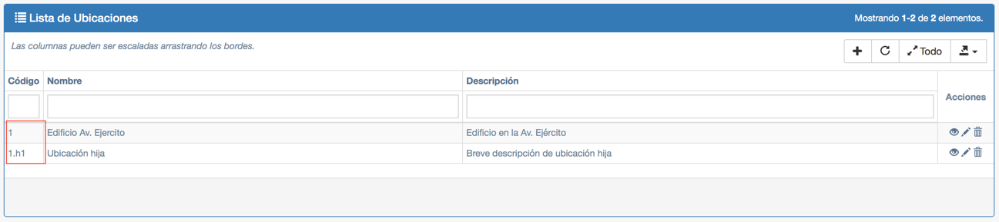 Lista de Ubicaciones
Mostrando 1-2 de 2 elementos.
Las columnas pueden ser escaladas arrastrando los bordes.
Todo
Código Nombre Descripción
Acciones
1 Edificio Av. Ejercito Edificio en la Av. Ejército
1.h1 Ubicación hija Breve descripción de ubicación hija